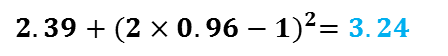 2.39 + (2 × 0.96 − 1)²= 3.24